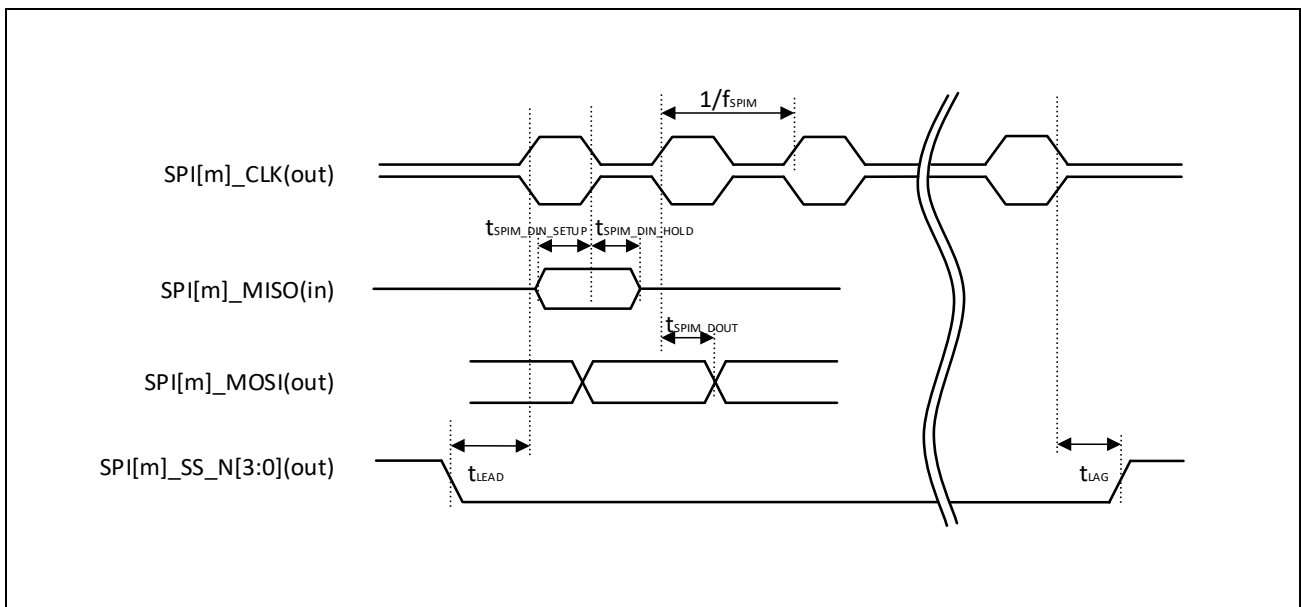 1/fSPIM
SPI[m]_CLK(out)
tSPIM_DIN_SETUP tSPIM_DIN_HOLD
SPI[m]_MISO(in)
tSPIM_DOUT
SPI[m]_MOSI(out)
SPI[m]_SS_N[3:0](out)
tLEAD
tLAG